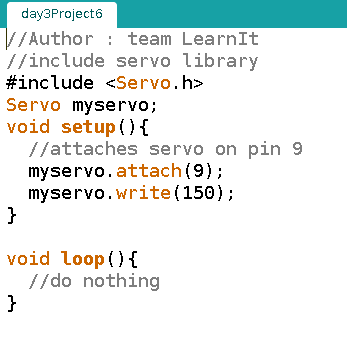 day3Project6
//Author : team LearnIt
//include servo library
#include <Servo.h>
Servo myservo;
void setup(){
  //attaches servo on pin 9
  myservo.attach(9);
  myservo.write(150);
}

void loop(){
  //do nothing
}